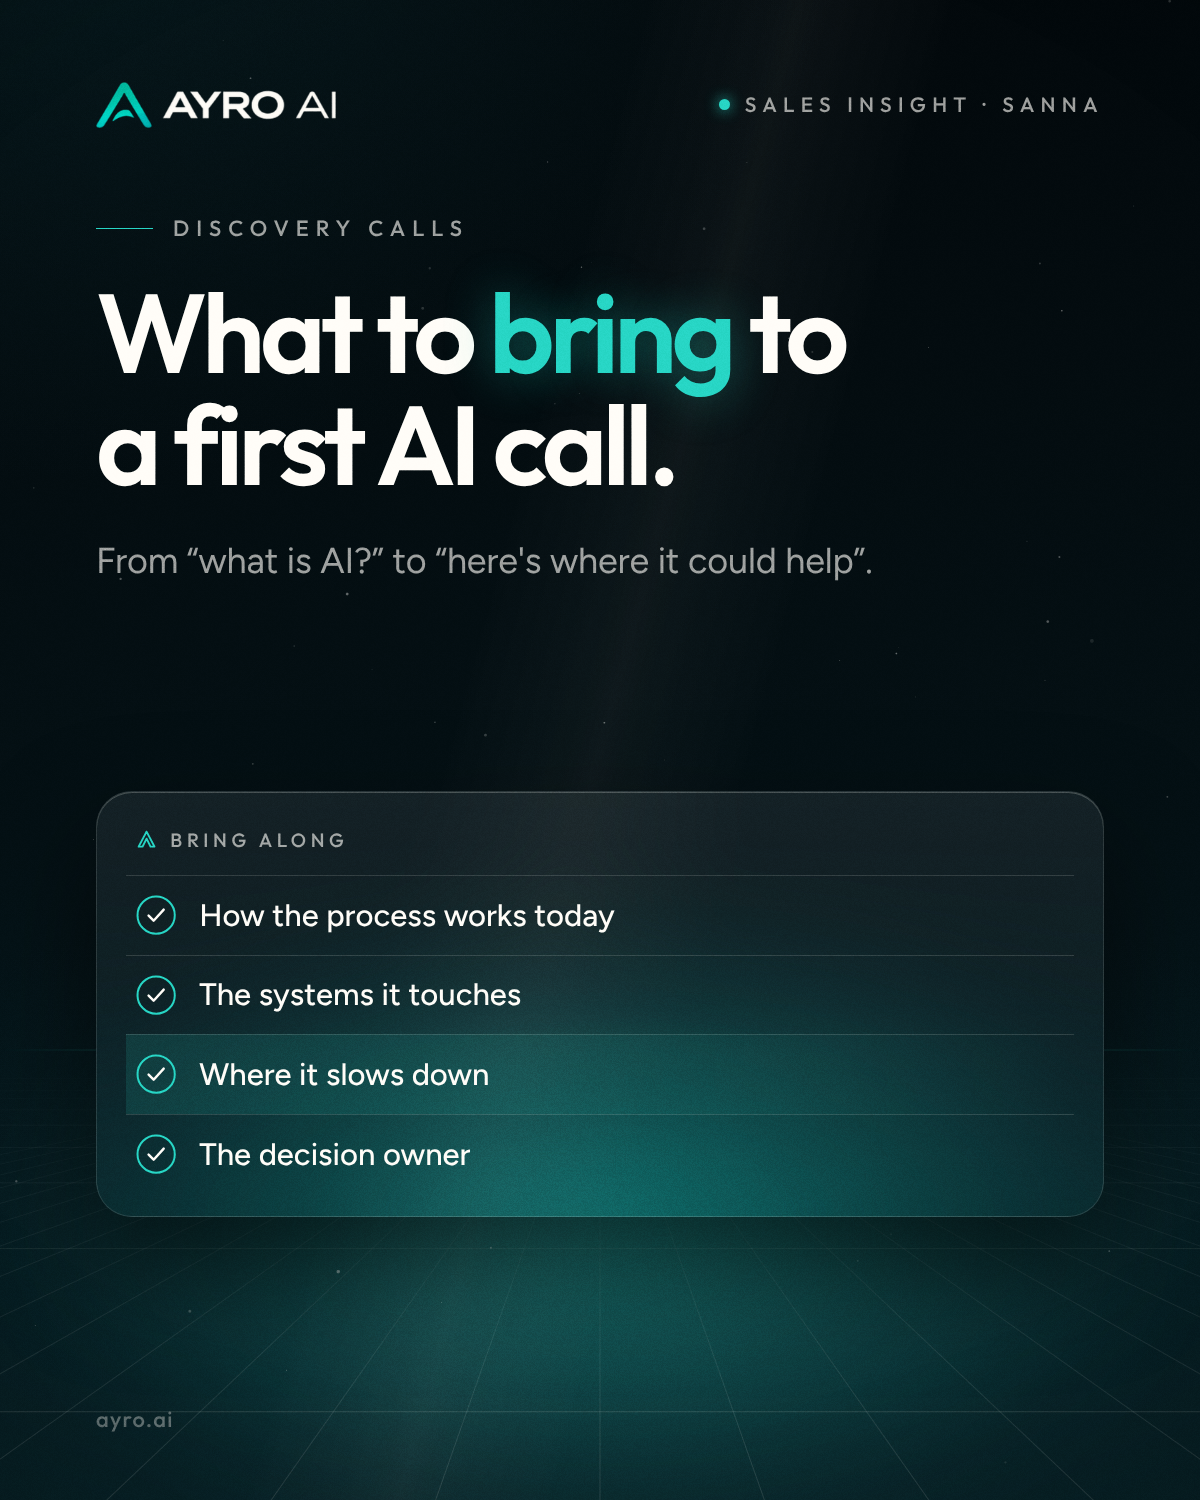 AYRO AI
SALES INSIGHT · SANNA
DISCOVERY CALLS
What to bring to
a first AI call.
From “what is AI?” to “here's where it could help”.
BRING ALONG
How the process works today
The systems it touches
Where it slows down
The decision owner
ayro.ai